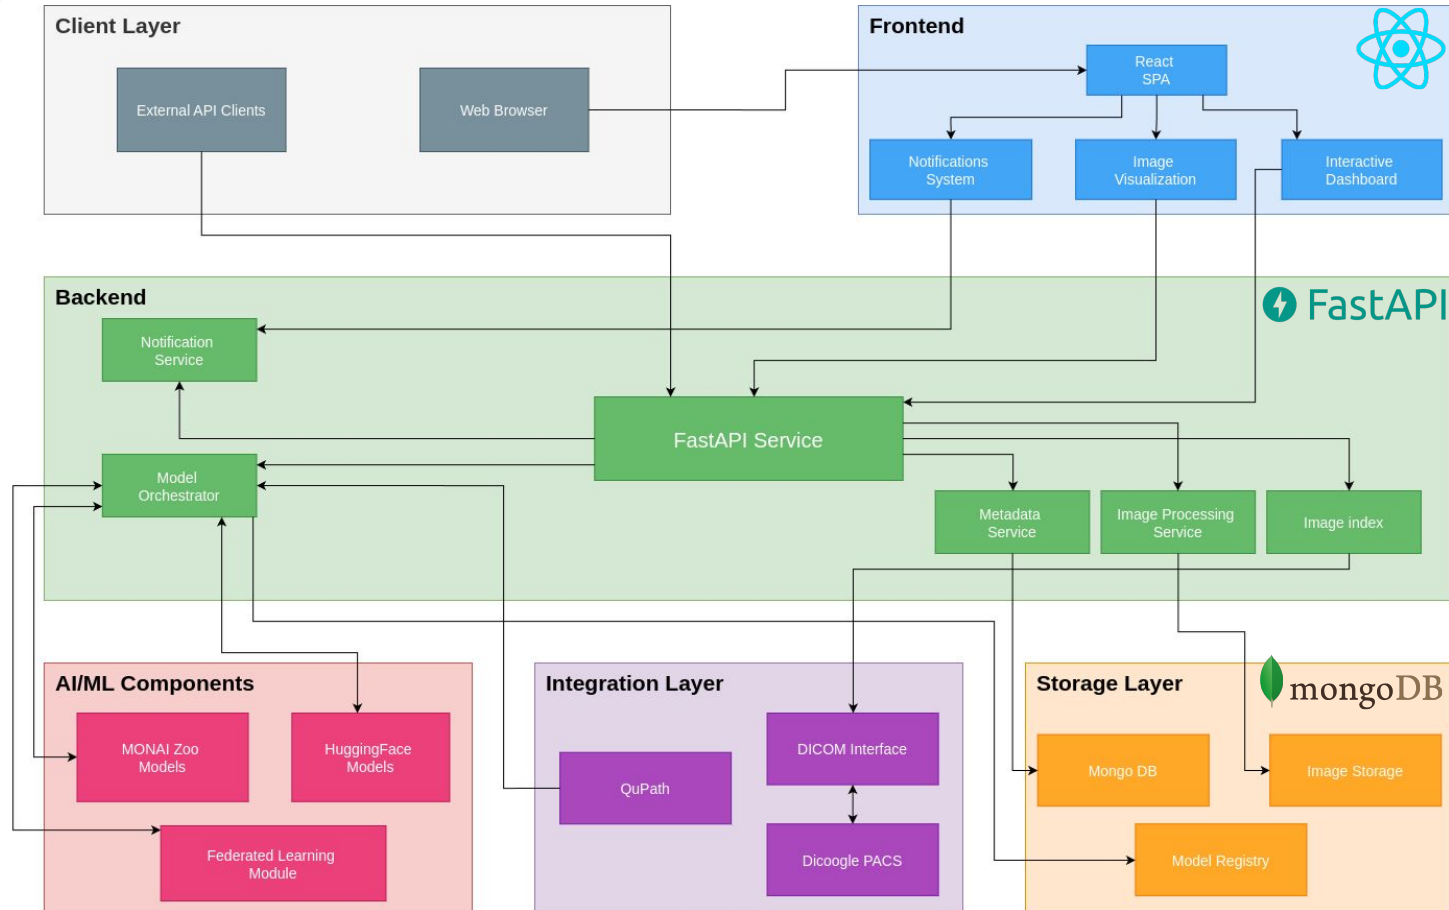 Client Layer
External API Clients
Web Browser
Frontend
React
SPA
Notifications
System
Image
Visualization
Interactive
Dashboard
Backend
FastAPI
Notification
Service
FastAPI Service
Model
Orchestrator
Metadata
Service
Image Processing
Service
Image index
AI/ML Components
MONAI Zoo
Models
HuggingFace
Models
Federated Learning
Module
Integration Layer
QuPath
DICOM Interface
Dicoogle PACS
Storage Layer
mongoDB
Mongo DB
Image Storage
Model Registry